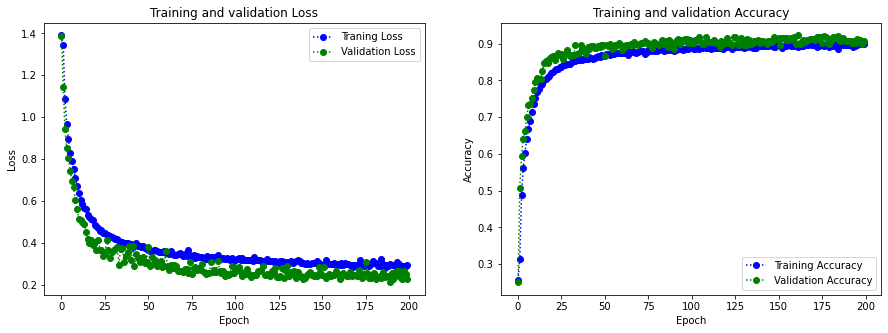 Training and validation Loss
1.4
1.2
1.0
0.8
0.6
0.4
0.2
Loss
0 25 50 75 100 125 150 175 200
Epoch
Traning Loss
Validation Loss
Training and validation Accuracy
0.9
0.8
0.7
0.6
0.5
0.4
0.3
Accuracy
0 25 50 75 100 125 150 175 200
Epoch
Training Accuracy
Validation Accuracy